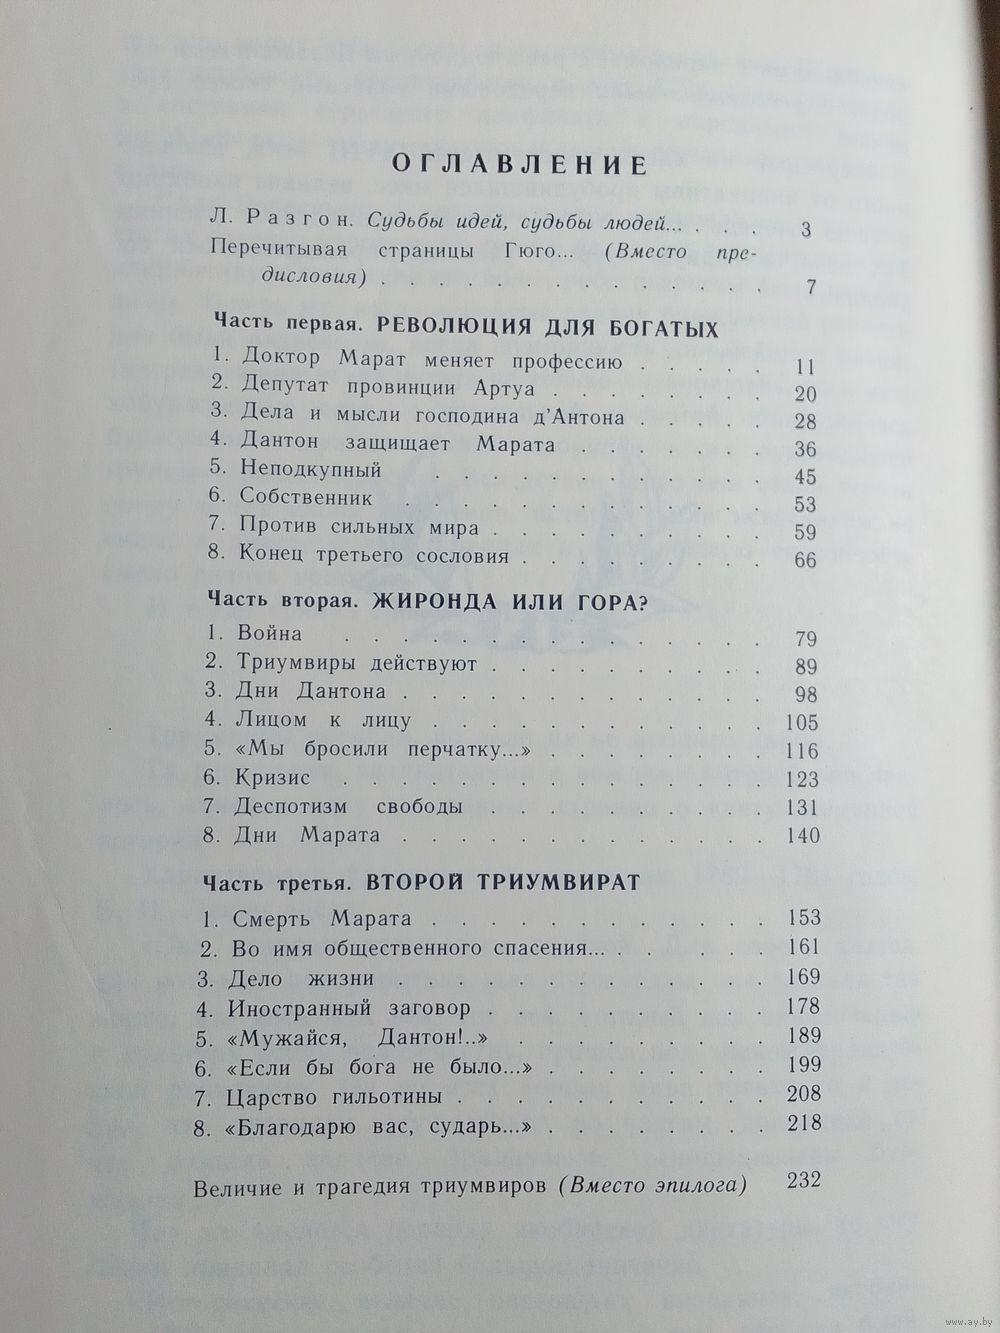 ОГЛАВЛЕНИЕ
Л. Разгон. Судьбы идей, судьбы людей... . . . 3
Перечитывая страницы Гюго... (Вместо пре-
дисловия) . . . . . . . . . . . . . . 7
Часть первая. РЕВОЛЮЦИЯ ДЛЯ БОГАТЫХ
1. Доктор Марат меняет профессию . . . . . 11
2. Депутат провинции Артуа . . . . . . . . 20
3. Дела и мысли господина д'Антона . . . . . 28
4. Дантон защищает Марата . . . . . . . 36
5. Неподкупный . . . . . . . . . . . . 45
6. Собственник . . . . . . . . . . . . . 53
7. Против сильных мира . . . . . . . . . . 59
8. Конец третьего сословия . . . . . . . . . 66
Часть вторая. ЖИРОНДА ИЛИ ГОРА?
1. Война . . . . . . . . . . . . . . . 79
2. Триумвиры действуют . . . . . . . . . . 89
3. Дни Дантона . . . . . . . . . . . . . 98
4. Лицом к лицу . . . . . . . . . . . . 105
5. «Мы бросили перчатку...» . . . . . . . . 116
6. Кризис . . . . . . . . . . . . . . . 123
7. Деспотизм свободы . . . . . . . . . . 131
8. Дни Марата . . . . . . . . . . . . . 140
Часть третья. ВТОРОЙ ТРИУМВИРАТ
1. Смерть Марата . . . . . . . . . . . . 153
2. Во имя общественного спасения... . . . . . . 161
3. Дело жизни . . . . . . . . . . . . . 169
4. Иностранный заговор . . . . . . . . . . 178
5. «Мужайся, Дантон!..» . . . . . . . . . 189
6. «Если бы бога не было...» . . . . . . . . 199
7. Царство гильотины . . . . . . . . . . . 208
8. «Благодарю вас, сударь...» . . . . . . . . 218
Величие и трагедия триумвиров (Вместо эпилога) 232
www.ay.by